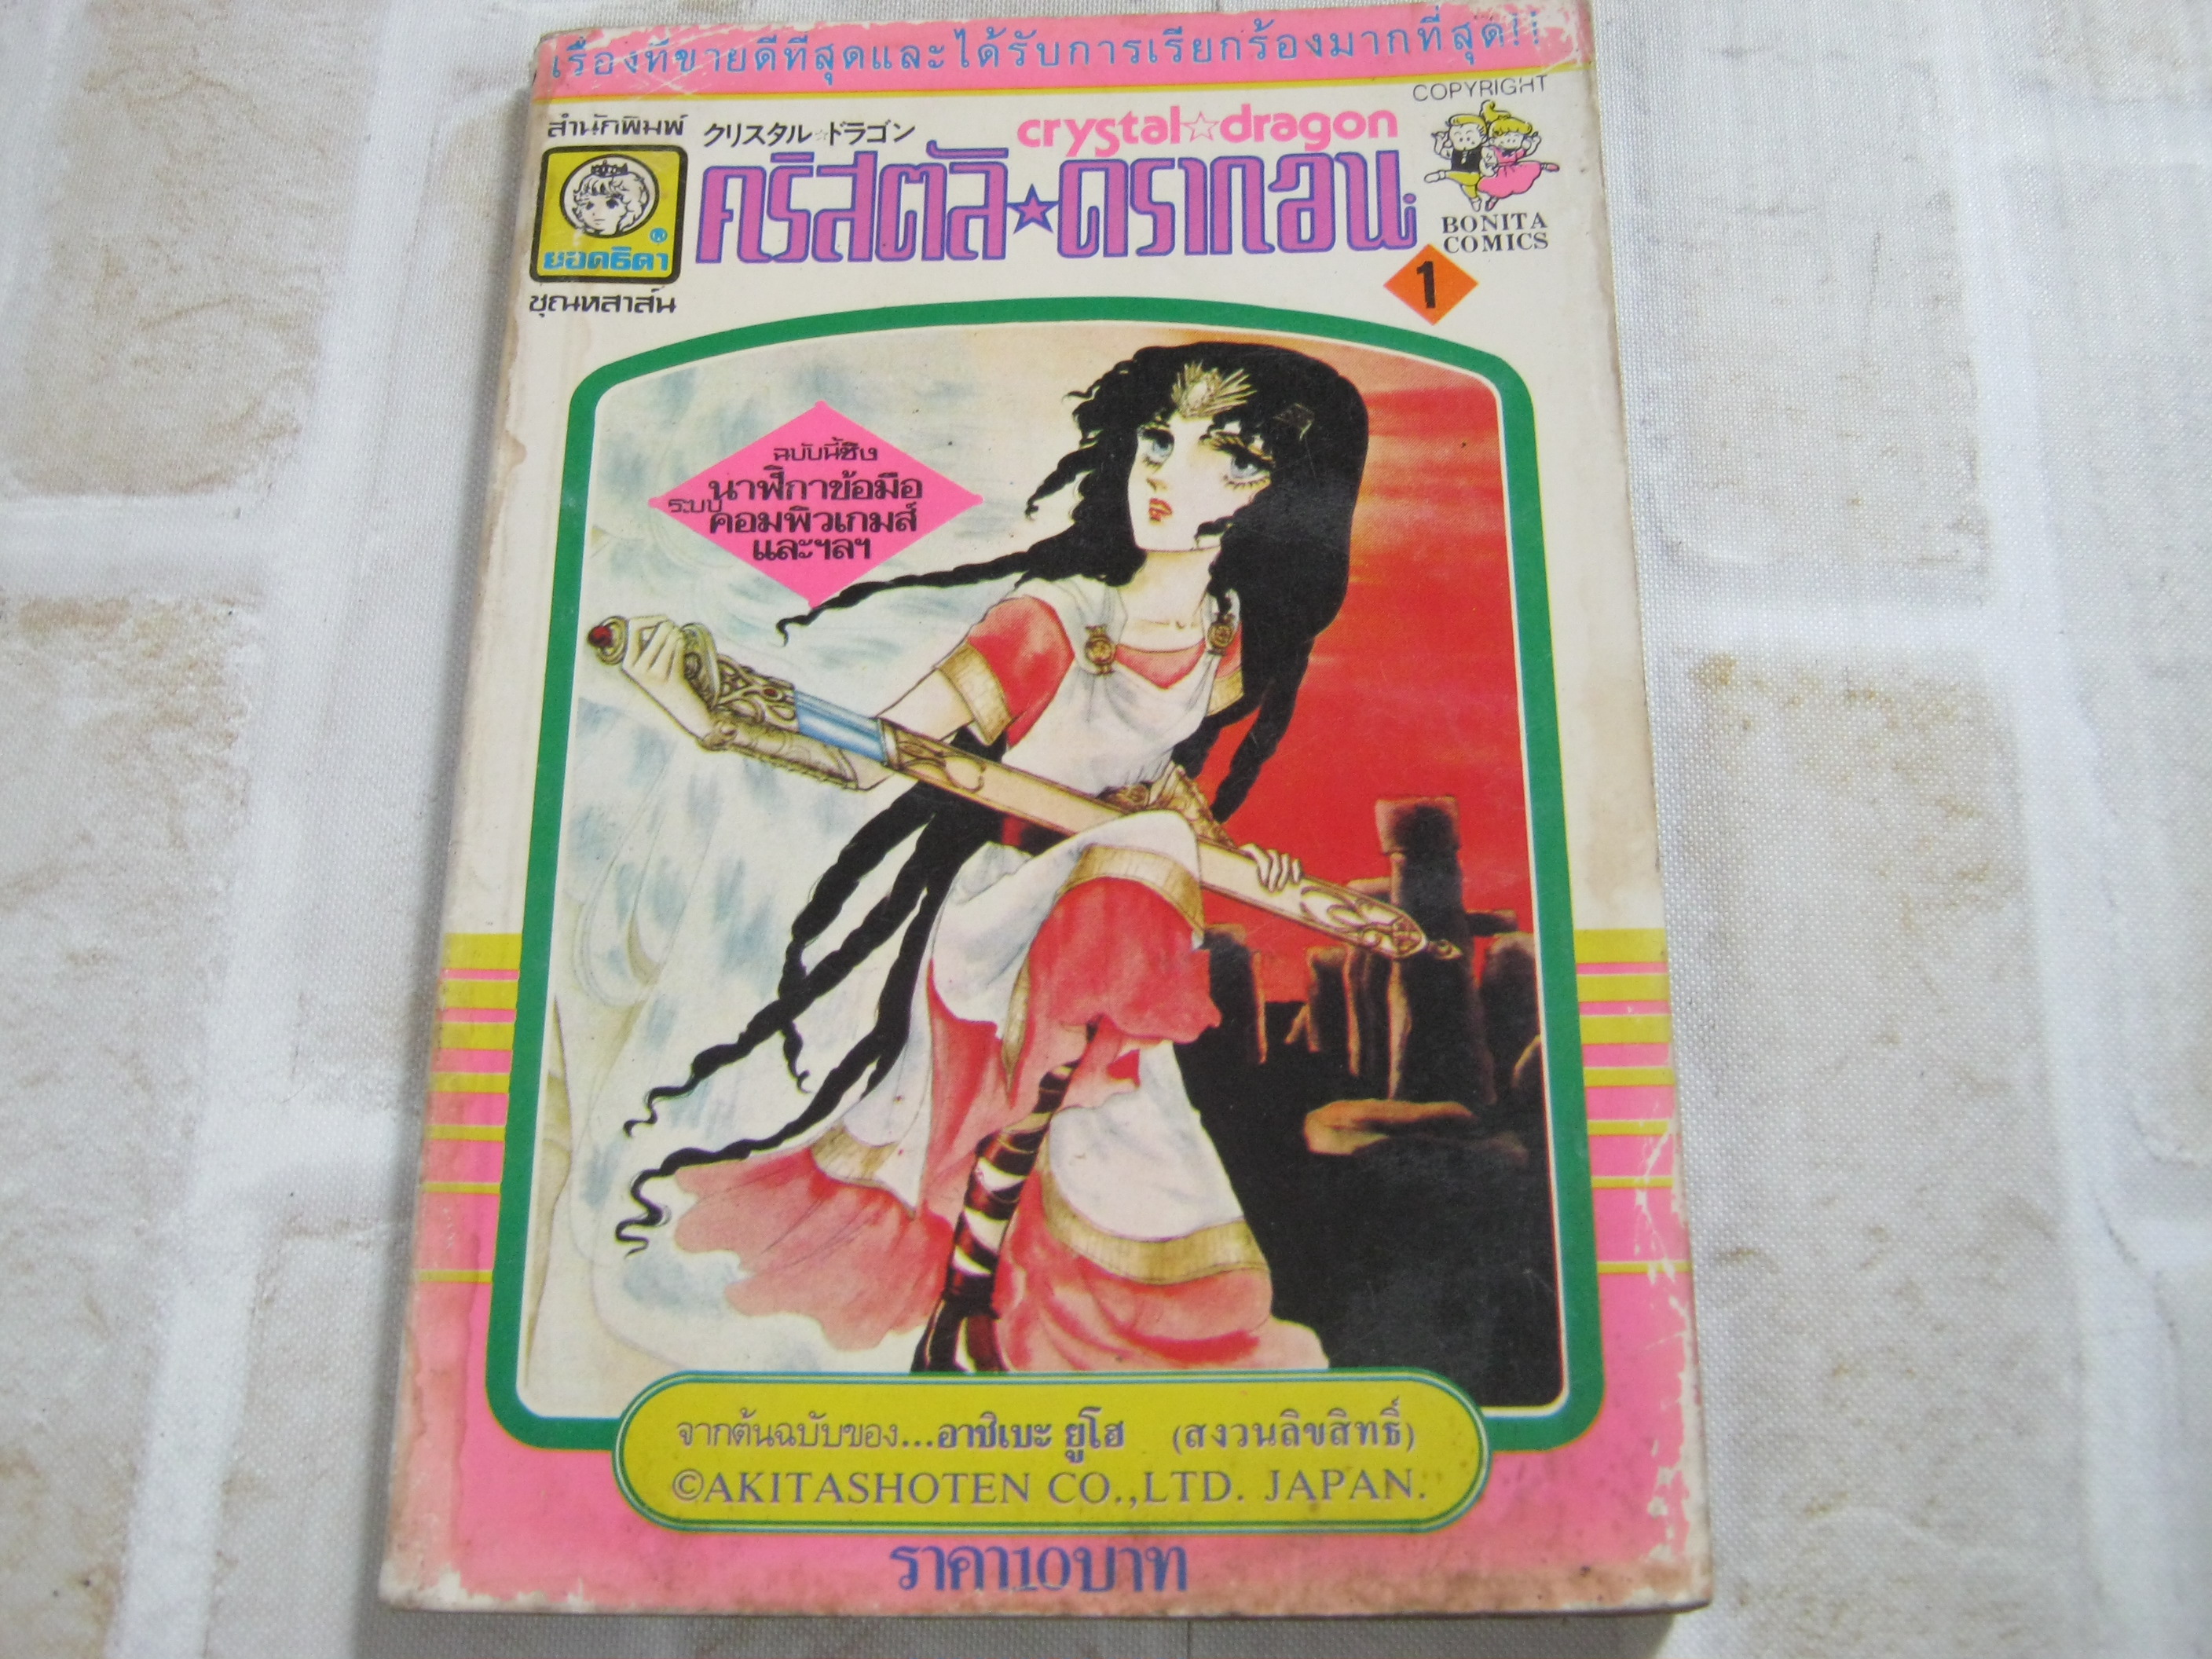 เรื่องที่ขายดีที่สุดและได้รับการเรียกร้องมากที่สุด!!
COPYRIGHT
สำนักพิมพ์
クリスタル☆ドラゴン
crystal☆dragon
คริสตัล★ดรากอน
BONITA
COMICS
ยอดธิดา
®
ชุณหสาส์น
1
ฉบับนี้ชิง
นาฬิกาข้อมือ
ระบบ
คอมพิวเกมส์
และฯลฯ
จากต้นฉบับของ...อาชิเบะ ยูโฮ (สงวนลิขสิทธิ์)
©AKITASHOTEN CO.,LTD. JAPAN.
ราคา10บาท